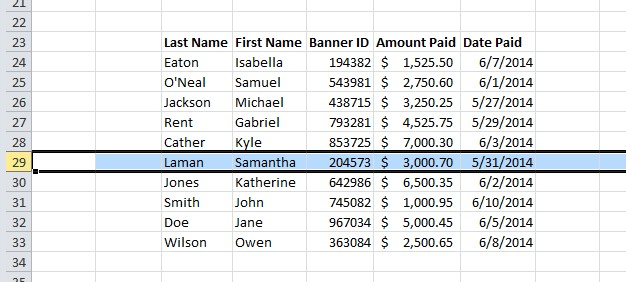 21
22
23 Last Name First Name Banner ID Amount Paid Date Paid
24 Eaton Isabella 194382 $ 1,525.50 6/7/2014
25 O'Neal Samuel 543981 $ 2,750.60 6/1/2014
26 Jackson Michael 438715 $ 3,250.25 5/27/2014
27 Rent Gabriel 793281 $ 4,525.75 5/29/2014
28 Cather Kyle 853725 $ 7,000.30 6/3/2014
29 Laman Samantha 204573 $ 3,000.70 5/31/2014
30 Jones Katherine 642986 $ 6,500.35 6/2/2014
31 Smith John 745082 $ 1,000.95 6/10/2014
32 Doe Jane 967034 $ 5,000.45 6/5/2014
33 Wilson Owen 363084 $ 2,500.65 6/8/2014
34
35